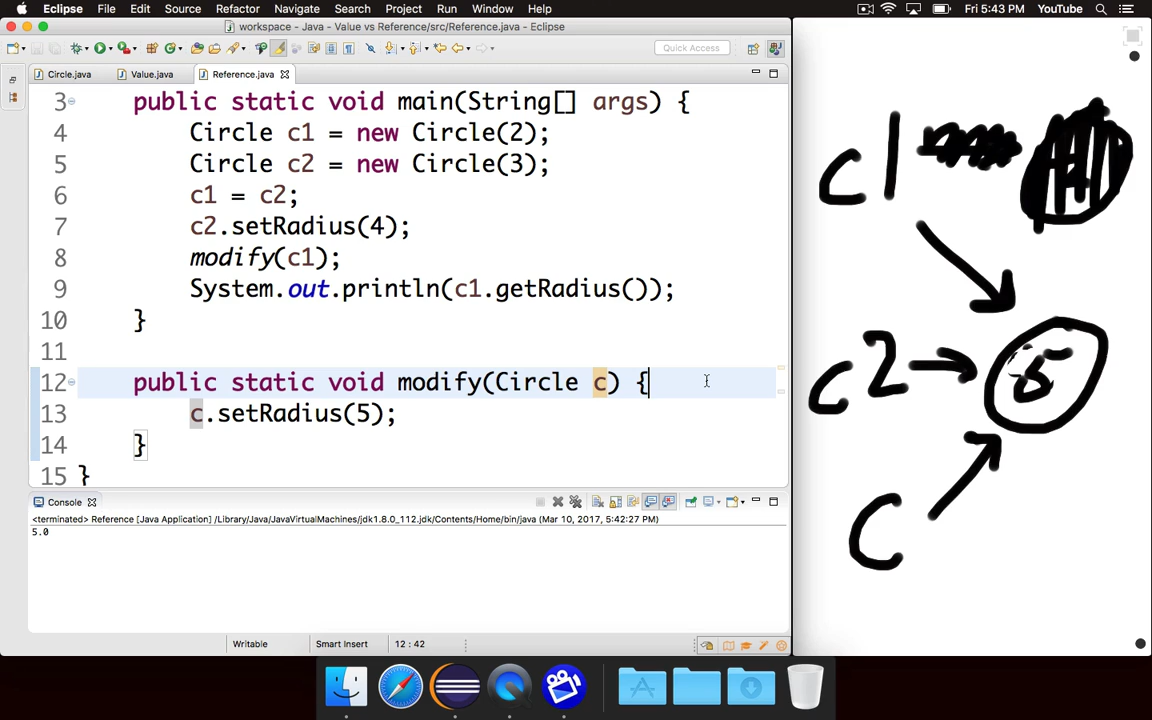 Eclipse File Edit Source Refactor Navigate Search Project Run Window Help Fri 5:43 PM YouTube
workspace - Java - Value vs Reference/src/Reference.java - Eclipse
Quick Access
Circle.java Value.java Reference.java
3 public static void main(String[] args) {
4 Circle c1 = new Circle(2);
5 Circle c2 = new Circle(3);
6 c1 = c2;
7 c2.setRadius(4);
8 modify(c1);
9 System.out.println(c1.getRadius());
10 }
11
12 public static void modify(Circle c) {
13 c.setRadius(5);
14 }
15 }
Console
<terminated> Reference [Java Application] /Library/Java/JavaVirtualMachines/jdk1.8.0_112.jdk/Contents/Home/bin/java (Mar 10, 2017, 5:42:27 PM)
5.0
Writable Smart Insert 12 : 42
c1
c2 5
c